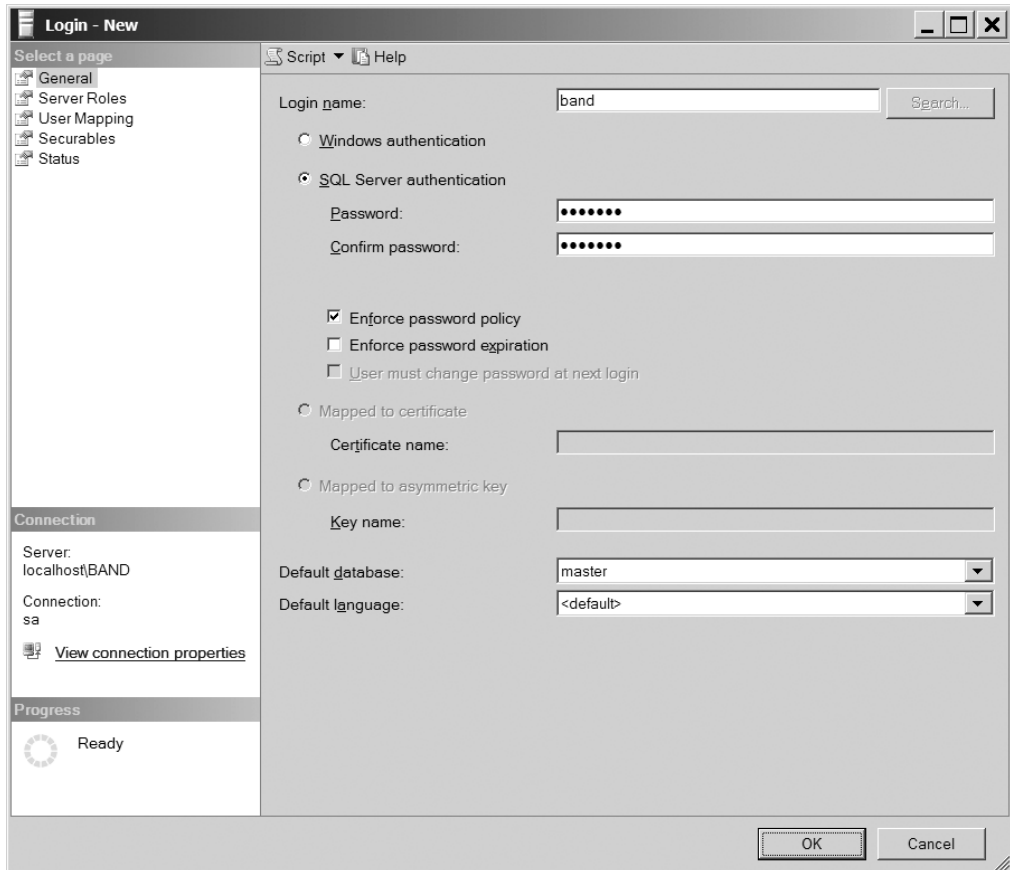 Login - New
Select a page
General
Server Roles
User Mapping
Securables
Status
Script Help
Login name: band Search...
Windows authentication
SQL Server authentication
Password: •••••••
Confirm password: •••••••
Enforce password policy
Enforce password expiration
User must change password at next login
Mapped to certificate
Certificate name:
Mapped to asymmetric key
Key name:
Default database: master
Default language: <default>
Connection
Server:
localhost\BAND
Connection:
sa
View connection properties
Progress
Ready
OK Cancel